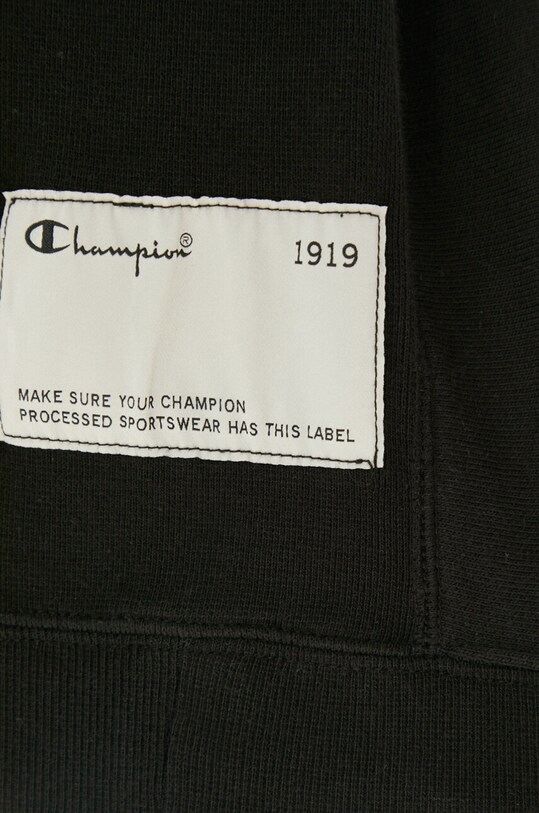 Champion® 1919
MAKE SURE YOUR CHAMPION
PROCESSED SPORTSWEAR HAS THIS LABEL